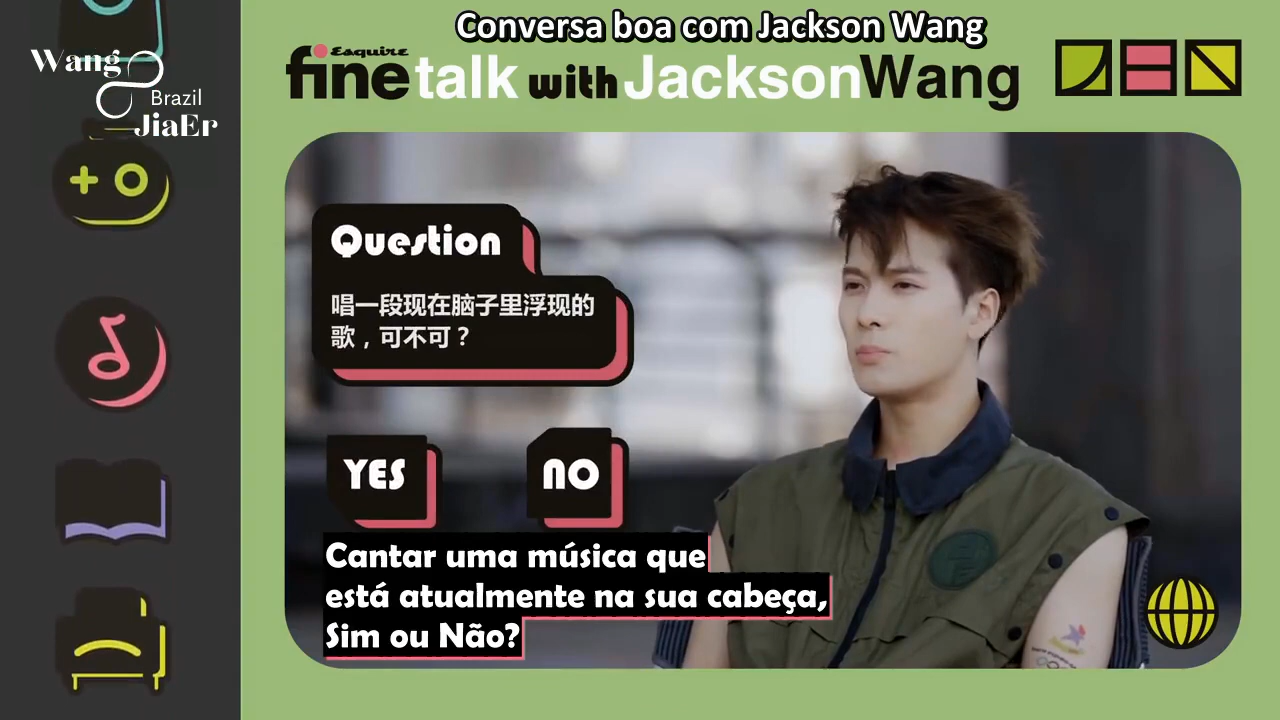 Conversa boa com Jackson Wang
Esquire
fine talk with JacksonWang
Wang
Brazil
JiaEr
Question
唱一段现在脑子里浮现的
歌，可不可？
YES
NO
Cantar uma música que
está atualmente na sua cabeça,
Sim ou Não?